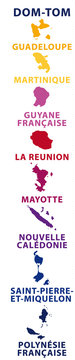 DOM-TOM
GUADELOUPE
MARTINIQUE
GUYANE
FRANÇAISE
LA REUNION
MAYOTTE
NOUVELLE
CALÉDONIE
SAINT-PIERRE-
ET-MIQUELON
POLYNÉSIE
FRANÇAISE